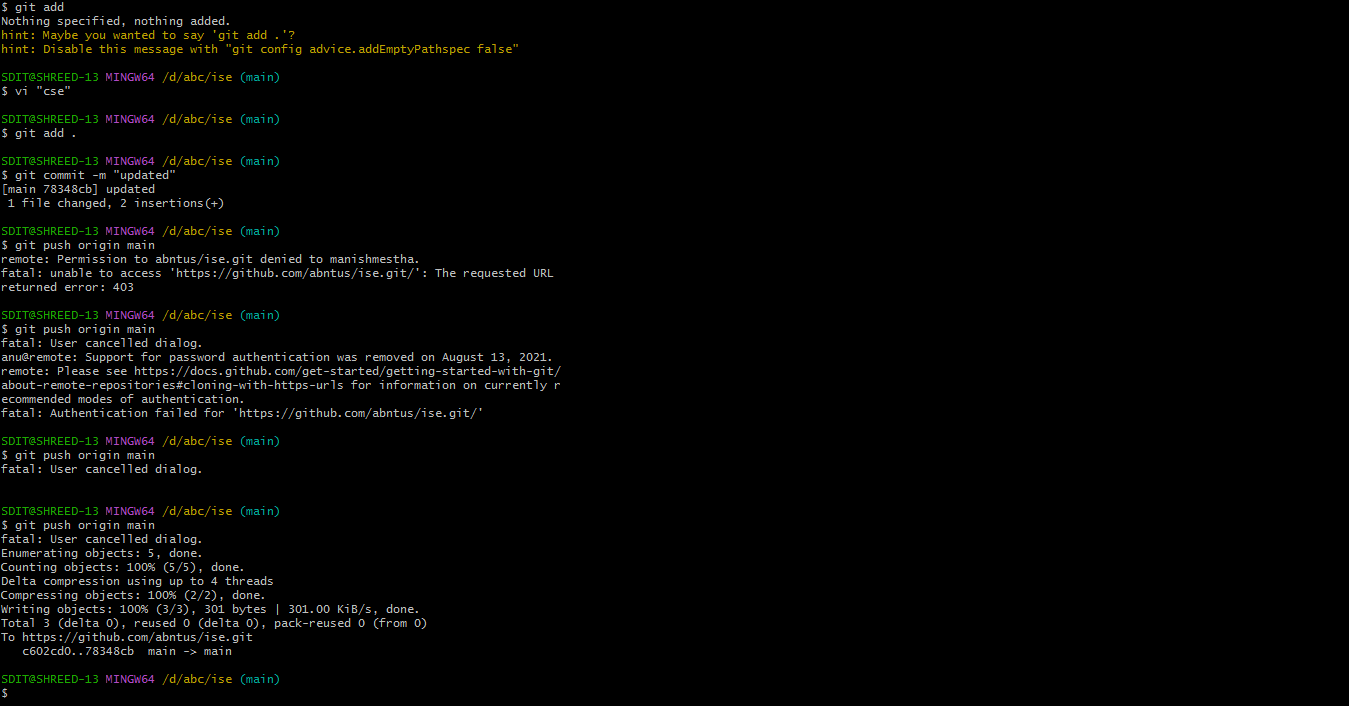 $ git add
Nothing specified, nothing added.
hint: Maybe you wanted to say 'git add .'?
hint: Disable this message with "git config advice.addEmptyPathspec false"
SDIT@SHREED-13 MINGW64 /d/abc/ise (main)
$ vi "cse"
SDIT@SHREED-13 MINGW64 /d/abc/ise (main)
$ git add .
SDIT@SHREED-13 MINGW64 /d/abc/ise (main)
$ git commit -m "updated"
[main 78348cb] updated
 1 file changed, 2 insertions(+)
SDIT@SHREED-13 MINGW64 /d/abc/ise (main)
$ git push origin main
remote: Permission to abntus/ise.git denied to manishmestha.
fatal: unable to access 'https://github.com/abntus/ise.git/': The requested URL
returned error: 403
SDIT@SHREED-13 MINGW64 /d/abc/ise (main)
$ git push origin main
fatal: User cancelled dialog.
anu@remote: Support for password authentication was removed on August 13, 2021.
remote: Please see https://docs.github.com/get-started/getting-started-with-git/
about-remote-repositories#cloning-with-https-urls for information on currently r
ecommended modes of authentication.
fatal: Authentication failed for 'https://github.com/abntus/ise.git/'
SDIT@SHREED-13 MINGW64 /d/abc/ise (main)
$ git push origin main
fatal: User cancelled dialog.
SDIT@SHREED-13 MINGW64 /d/abc/ise (main)
$ git push origin main
fatal: User cancelled dialog.
Enumerating objects: 5, done.
Counting objects: 100% (5/5), done.
Delta compression using up to 4 threads
Compressing objects: 100% (2/2), done.
Writing objects: 100% (3/3), 301 bytes | 301.00 KiB/s, done.
Total 3 (delta 0), reused 0 (delta 0), pack-reused 0 (from 0)
To https://github.com/abntus/ise.git
   c602cd0..78348cb  main -> main
SDIT@SHREED-13 MINGW64 /d/abc/ise (main)
$